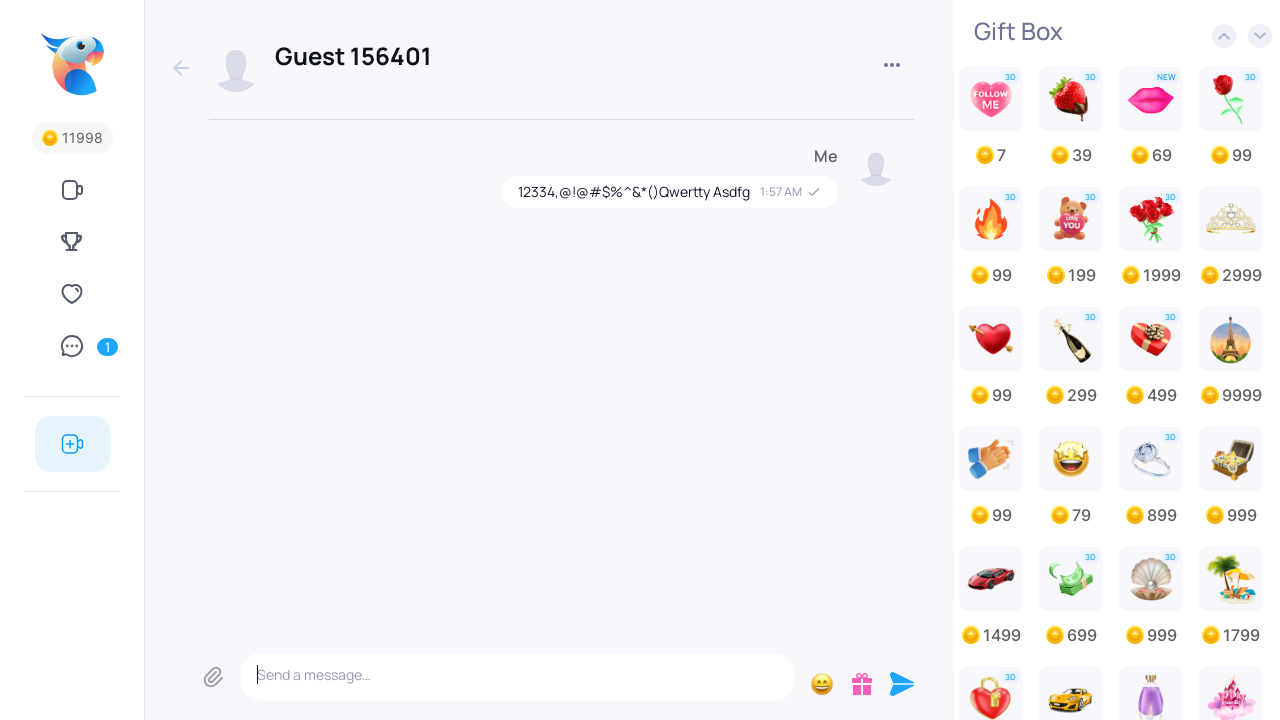 11998
1
Guest 156401
Me
12334,@!@#$%^&*()Qwertty Asdfg 1:57 AM
Send a message...
Gift Box
3D 3D NEW 3D
FOLLOW ME
7 39 69 99
3D 3D 3D
LOVE YOU
99 199 1999 2999
3D 3D
99 299 499 9999
3D
99 79 899 999
3D 3D
1499 699 999 1799
3D